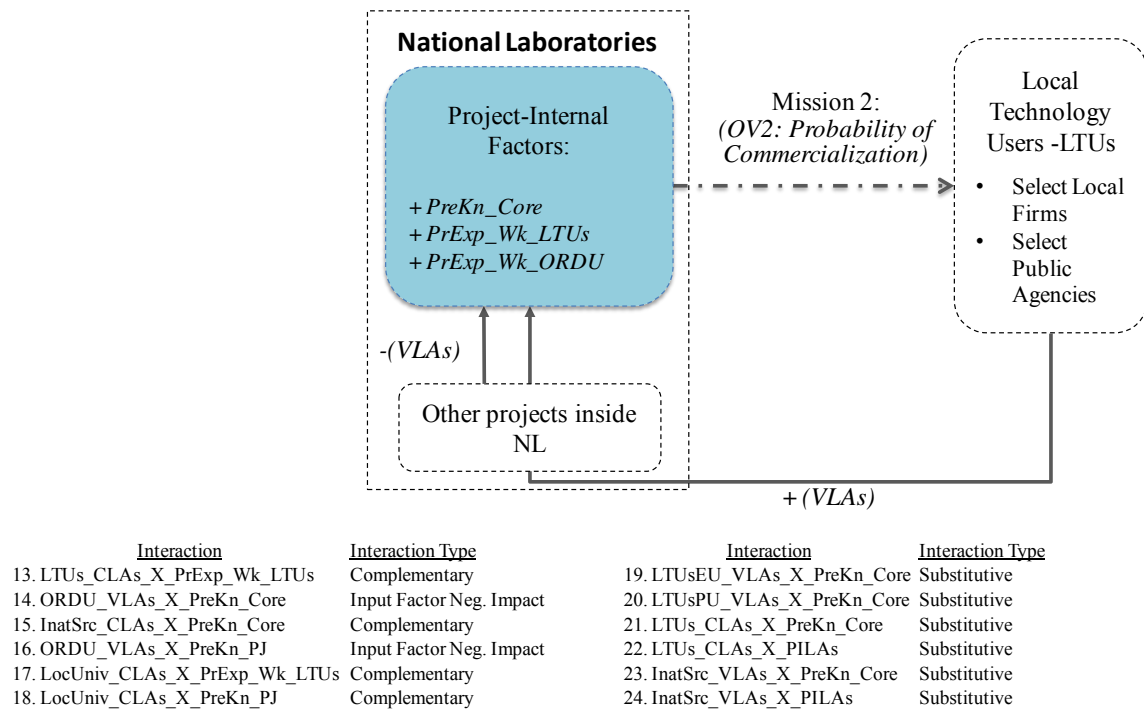 National Laboratories
Project-Internal
Factors:
+ PreKn_Core
+ PrExp_Wk_LTUs
+ PrExp_Wk_ORDU
Mission 2:
(OV2: Probability of
Commercialization)
Local
Technology
Users -LTUs
• Select Local
Firms
• Select
Public
Agencies
-(VLAs)
Other projects inside
NL
+ (VLAs)
Interaction Interaction Type
13. LTUs_CLAs_X_PrExp_Wk_LTUs Complementary
14. ORDU_VLAs_X_PreKn_Core Input Factor Neg. Impact
15. InatSrc_CLAs_X_PreKn_Core Complementary
16. ORDU_VLAs_X_PreKn_PJ Input Factor Neg. Impact
17. LocUniv_CLAs_X_PrExp_Wk_LTUs Complementary
18. LocUniv_CLAs_X_PreKn_PJ Complementary
Interaction Interaction Type
19. LTUsEU_VLAs_X_PreKn_Core Substitutive
20. LTUsPU_VLAs_X_PreKn_Core Substitutive
21. LTUs_CLAs_X_PreKn_Core Substitutive
22. LTUs_CLAs_X_PILAs Substitutive
23. InatSrc_VLAs_X_PreKn_Core Substitutive
24. InatSrc_VLAs_X_PILAs Substitutive